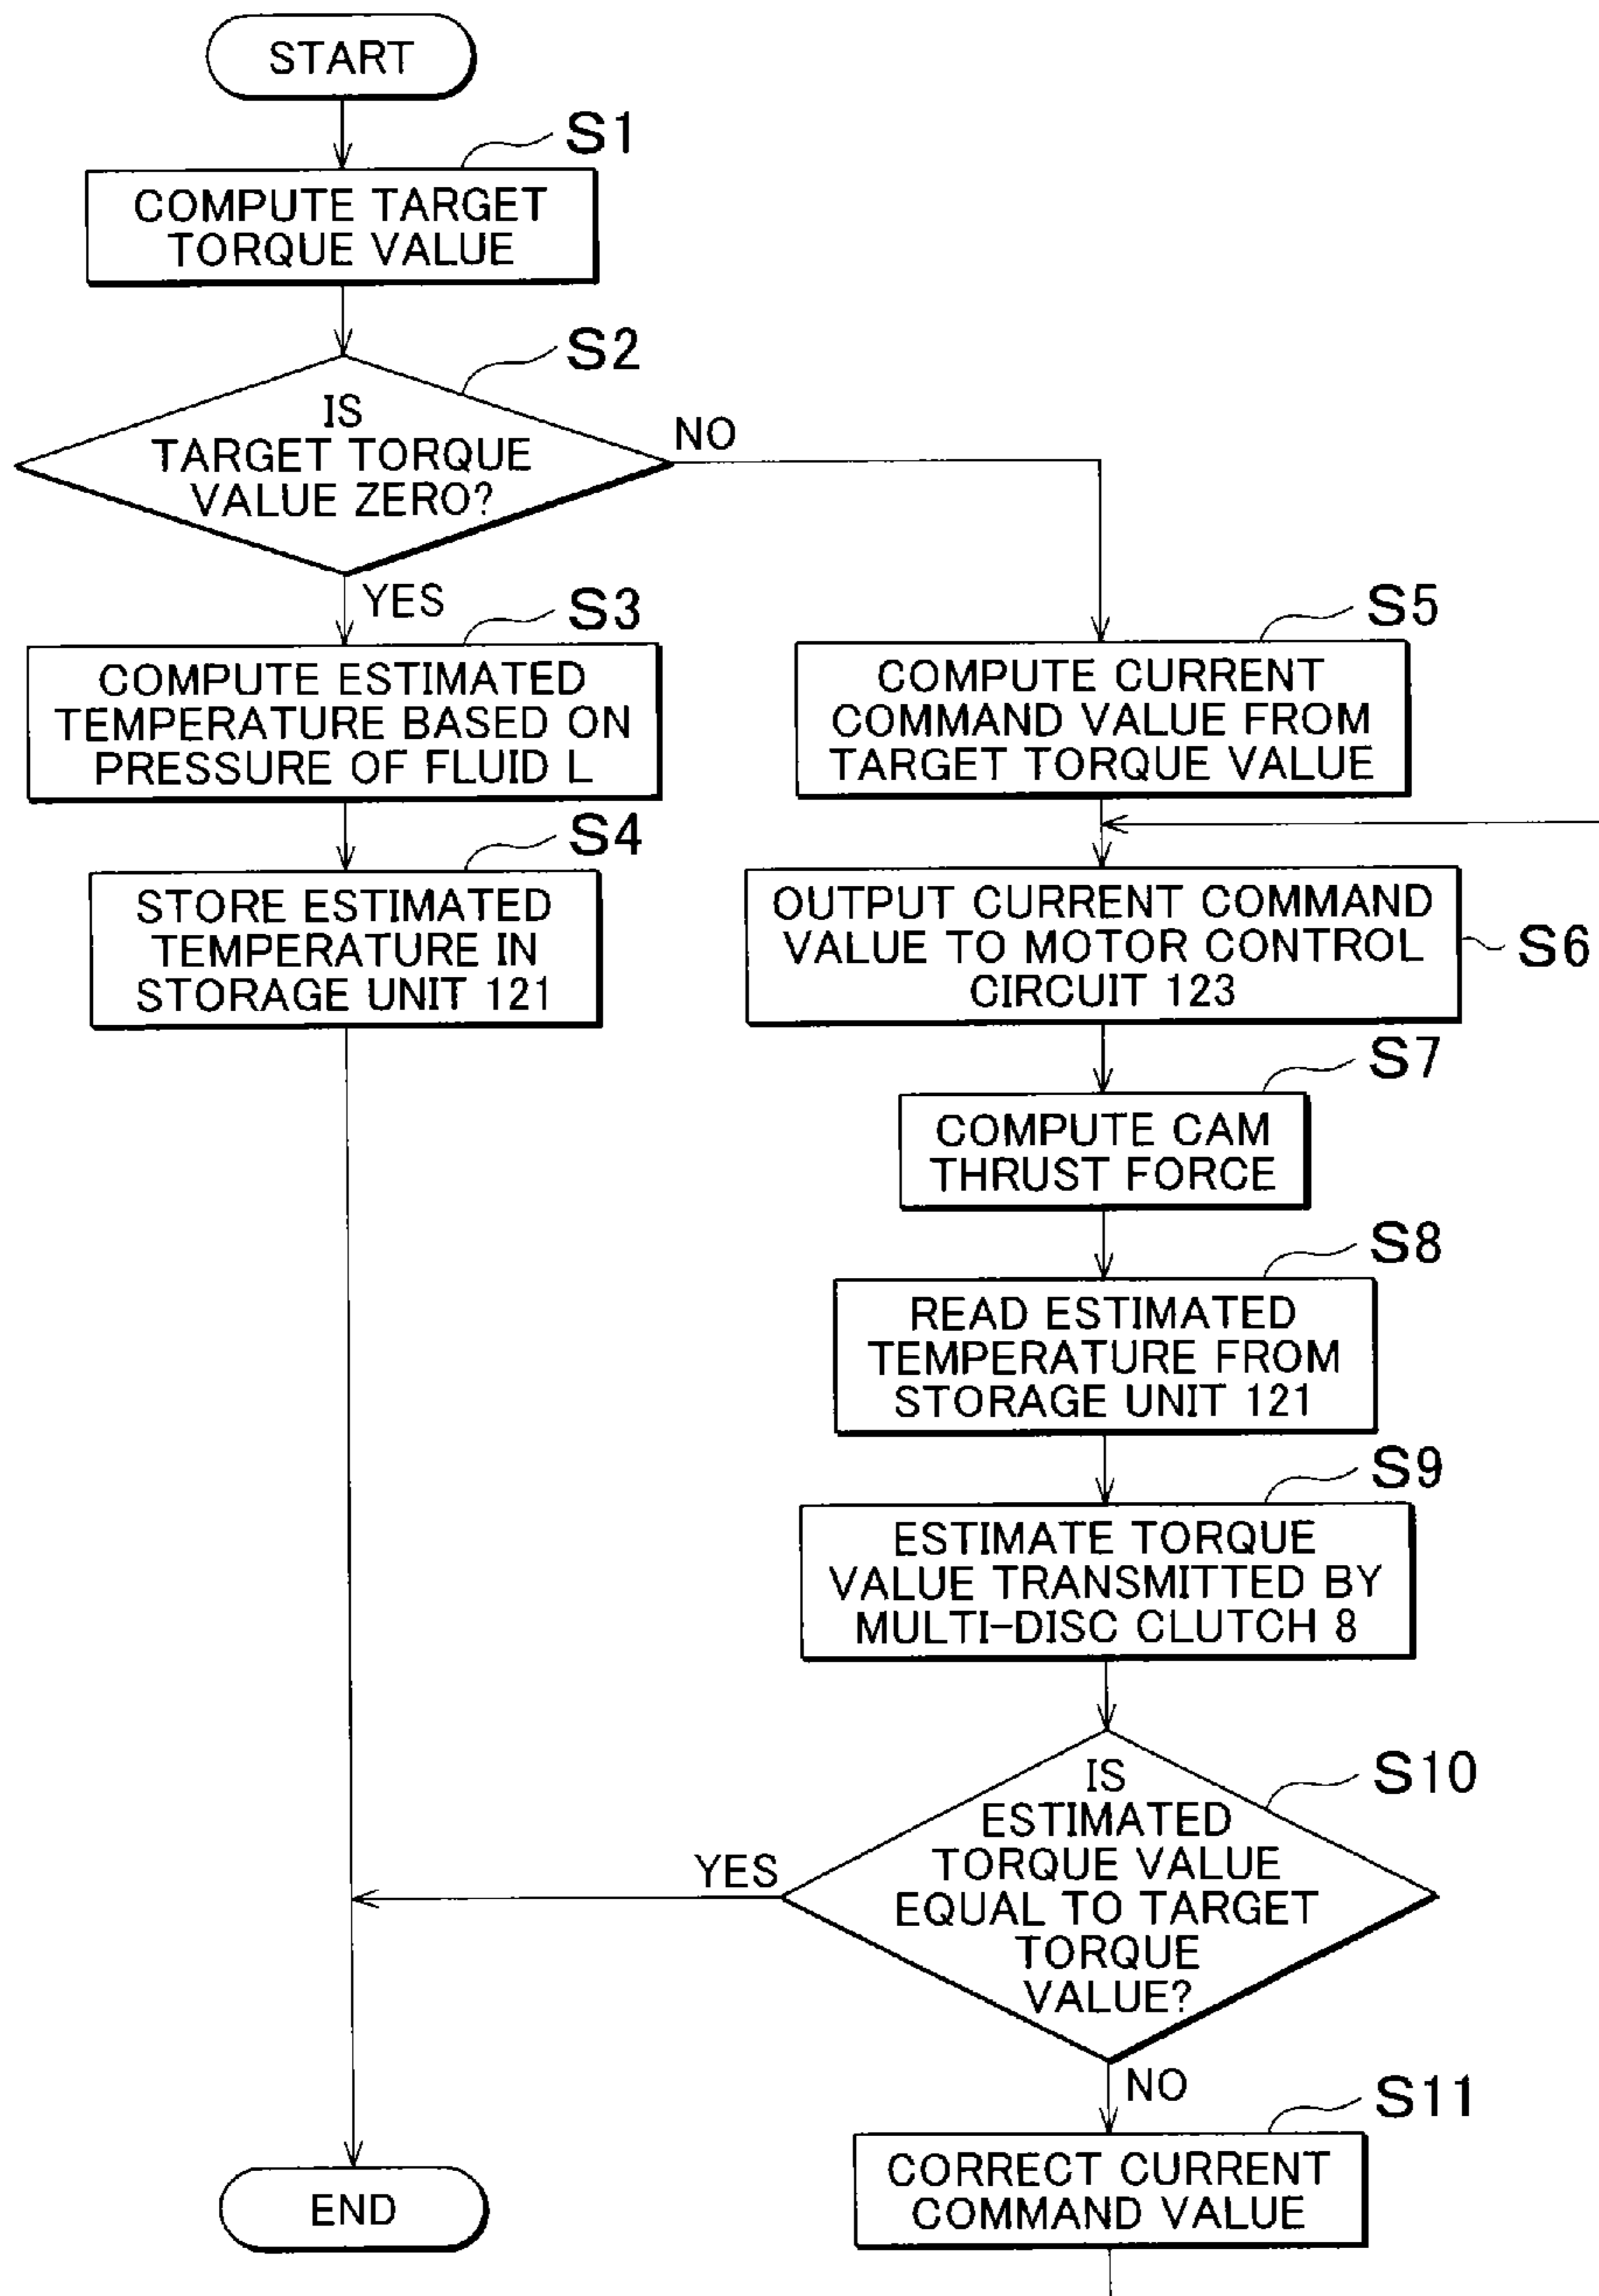 START
S1
COMPUTE TARGET
TORQUE VALUE
S2
IS
TARGET TORQUE
VALUE ZERO?
NO
YES
S3
COMPUTE ESTIMATED
TEMPERATURE BASED ON
PRESSURE OF FLUID L
S4
STORE ESTIMATED
TEMPERATURE IN
STORAGE UNIT 121
S5
COMPUTE CURRENT
COMMAND VALUE FROM
TARGET TORQUE VALUE
OUTPUT CURRENT COMMAND
VALUE TO MOTOR CONTROL
CIRCUIT 123
S6
S7
COMPUTE CAM
THRUST FORCE
S8
READ ESTIMATED
TEMPERATURE FROM
STORAGE UNIT 121
S9
ESTIMATE TORQUE
VALUE TRANSMITTED BY
MULTI-DISC CLUTCH 8
S10
IS
ESTIMATED
TORQUE VALUE
EQUAL TO TARGET
TORQUE
VALUE?
YES
NO
S11
CORRECT CURRENT
COMMAND VALUE
END